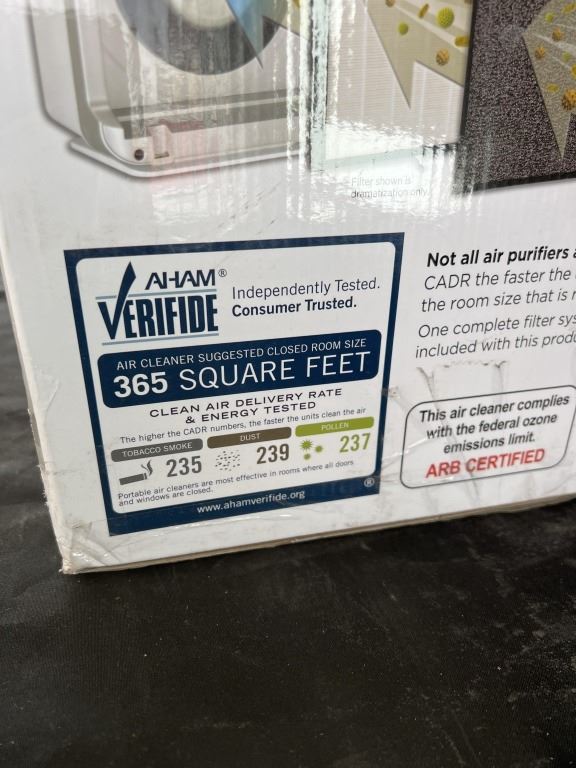 Filter shown is
dramatization only.
AHAM®
VERIFIDE
Independently Tested.
Consumer Trusted.
AIR CLEANER SUGGESTED CLOSED ROOM SIZE
365 SQUARE FEET
CLEAN AIR DELIVERY RATE
& ENERGY TESTED
The higher the CADR numbers, the faster the units clean the air
TOBACCO SMOKE DUST POLLEN
235 239 237
Portable air cleaners are most effective in rooms where all doors
and windows are closed.
®
www.ahamverifide.org
Not all air purifiers
CADR the faster the
the room size that is
One complete filter
included with this
This air cleaner complies
with the federal ozone
emissions limit.
ARB CERTIFIED